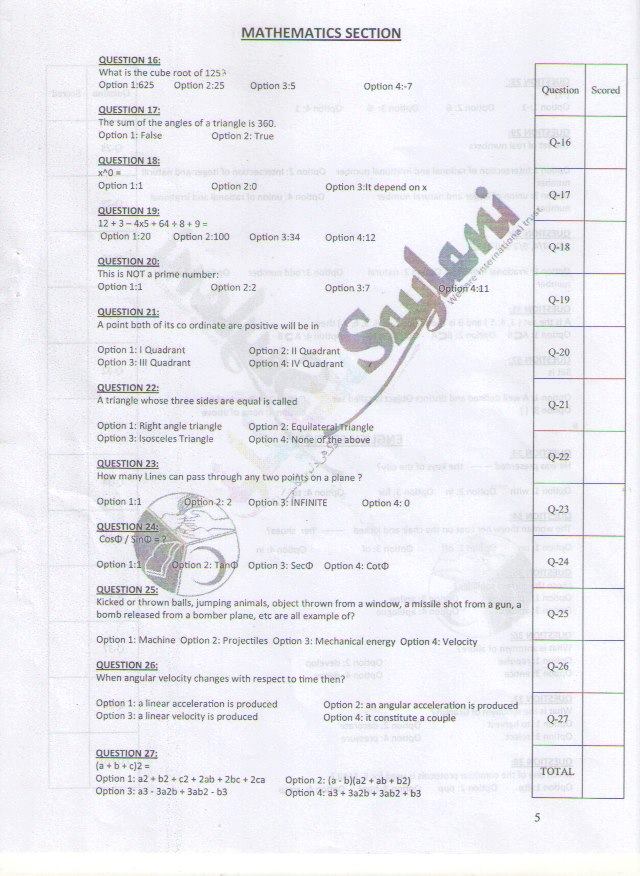 MATHEMATICS SECTION
QUESTION 16:
What is the cube root of 125?
Option 1:625 Option 2:25 Option 3:5 Option 4:-7
QUESTION 17:
The sum of the angles of a triangle is 360.
Option 1: False Option 2: True
QUESTION 18:
x^0 =
Option 1:1 Option 2:0 Option 3:It depend on x
QUESTION 19:
12 + 3 – 4x5 + 64 ÷ 8 + 9 =
Option 1:20 Option 2:100 Option 3:34 Option 4:12
QUESTION 20:
This is NOT a prime number:
Option 1:1 Option 2:2 Option 3:7 Option 4:11
QUESTION 21:
A point both of its co ordinate are positive will be in
Option 1: I Quadrant Option 2: II Quadrant
Option 3: III Quadrant Option 4: IV Quadrant
QUESTION 22:
A triangle whose three sides are equal is called
Option 1: Right angle triangle Option 2: Equilateral Triangle
Option 3: Isosceles Triangle Option 4: None of the above
QUESTION 23:
How many Lines can pass through any two points on a plane ?
Option 1:1 Option 2: 2 Option 3: INFINITE Option 4: 0
QUESTION 24:
CosΦ / SinΦ = ?
Option 1:1 Option 2: TanΦ Option 3: SecΦ Option 4: CotΦ
QUESTION 25:
Kicked or thrown balls, jumping animals, object thrown from a window, a missile shot from a gun, a
bomb released from a bomber plane, etc are all example of?
Option 1: Machine Option 2: Projectiles Option 3: Mechanical energy Option 4: Velocity
QUESTION 26:
When angular velocity changes with respect to time then?
Option 1: a linear acceleration is produced Option 2: an angular acceleration is produced
Option 3: a linear velocity is produced Option 4: it constitute a couple
QUESTION 27:
(a + b + c)2 =
Option 1: a2 + b2 + c2 + 2ab + 2bc + 2ca Option 2: (a - b)(a2 + ab + b2)
Option 3: a3 - 3a2b + 3ab2 - b3 Option 4: a3 + 3a2b + 3ab2 + b3
Question Scored
Q-16
Q-17
Q-18
Q-19
Q-20
Q-21
Q-22
Q-23
Q-24
Q-25
Q-26
Q-27
TOTAL
Saylani
Welfare international trust
5